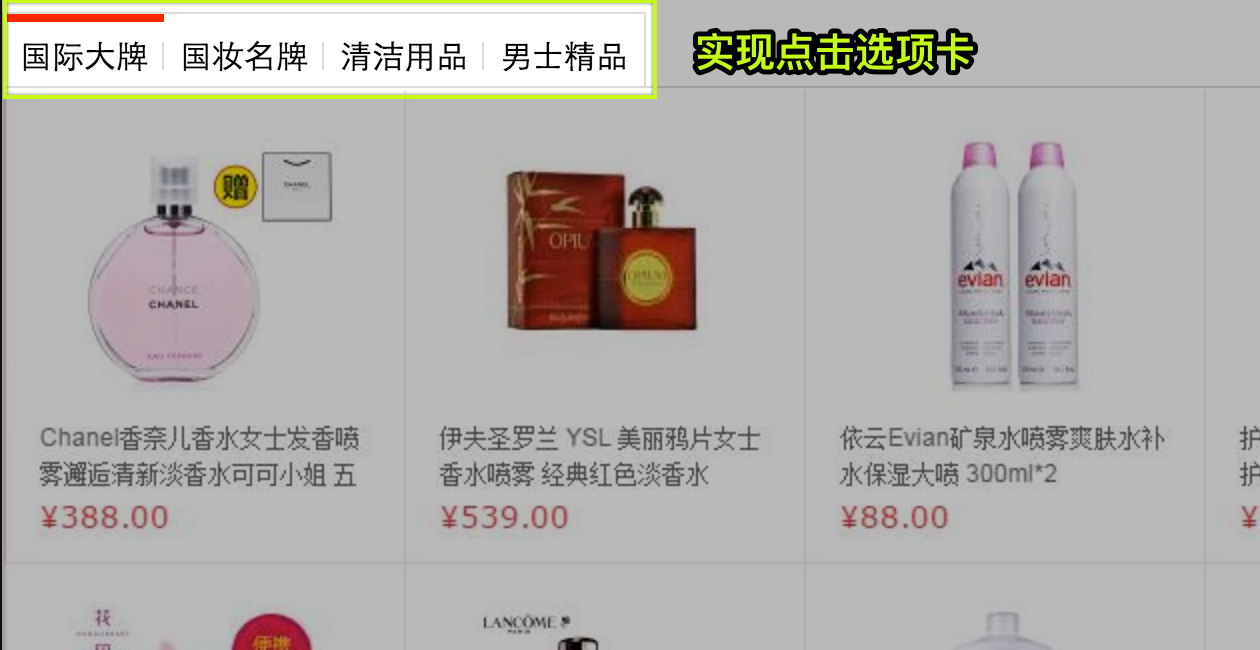 国际大牌 国妆名牌 清洁用品 男士精品
实现点击选项卡
赠
CHANEL
CHANCE
CHANEL
EAU TENDRE
OPIUM
evian
evian
Chanel香奈儿香水女士发香喷
雾邂逅清新淡香水可可小姐 五
¥388.00
伊夫圣罗兰 YSL 美丽鸦片女士
香水喷雾 经典红色淡香水
¥539.00
依云Evian矿泉水喷雾爽肤水补
水保湿大喷 300ml*2
¥88.00
护
护
¥
花
LANCÔME
PARIS